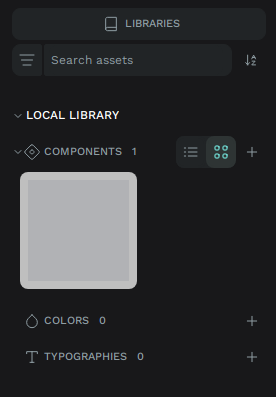 LIBRARIES
Search assets
LOCAL LIBRARY
COMPONENTS 1
COLORS 0
TYPOGRAPHIES 0